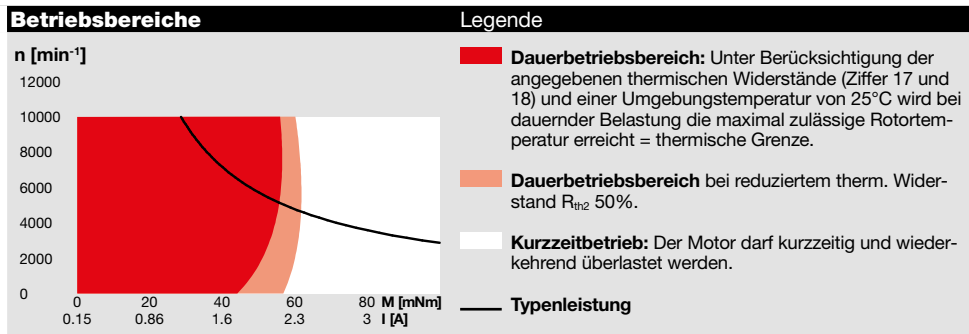 Betriebsbereiche
n [min-1]
12000
10000
8000
6000
4000
2000
0
0 20 40 60 80 M [mNm]
0.15 0.86 1.6 2.3 3 I [A]
Legende
Dauerbetriebsbereich: Unter Berücksichtigung der
angegebenen thermischen Widerstände (Ziffer 17 und
18) und einer Umgebungstemperatur von 25°C wird bei
dauernder Belastung die maximal zulässige Rotortem-
peratur erreicht = thermische Grenze.
Dauerbetriebsbereich bei reduziertem therm. Wider-
stand Rth2 50%.
Kurzzeitbetrieb: Der Motor darf kurzzeitig und wieder-
kehrend überlastet werden.
Typenleistung